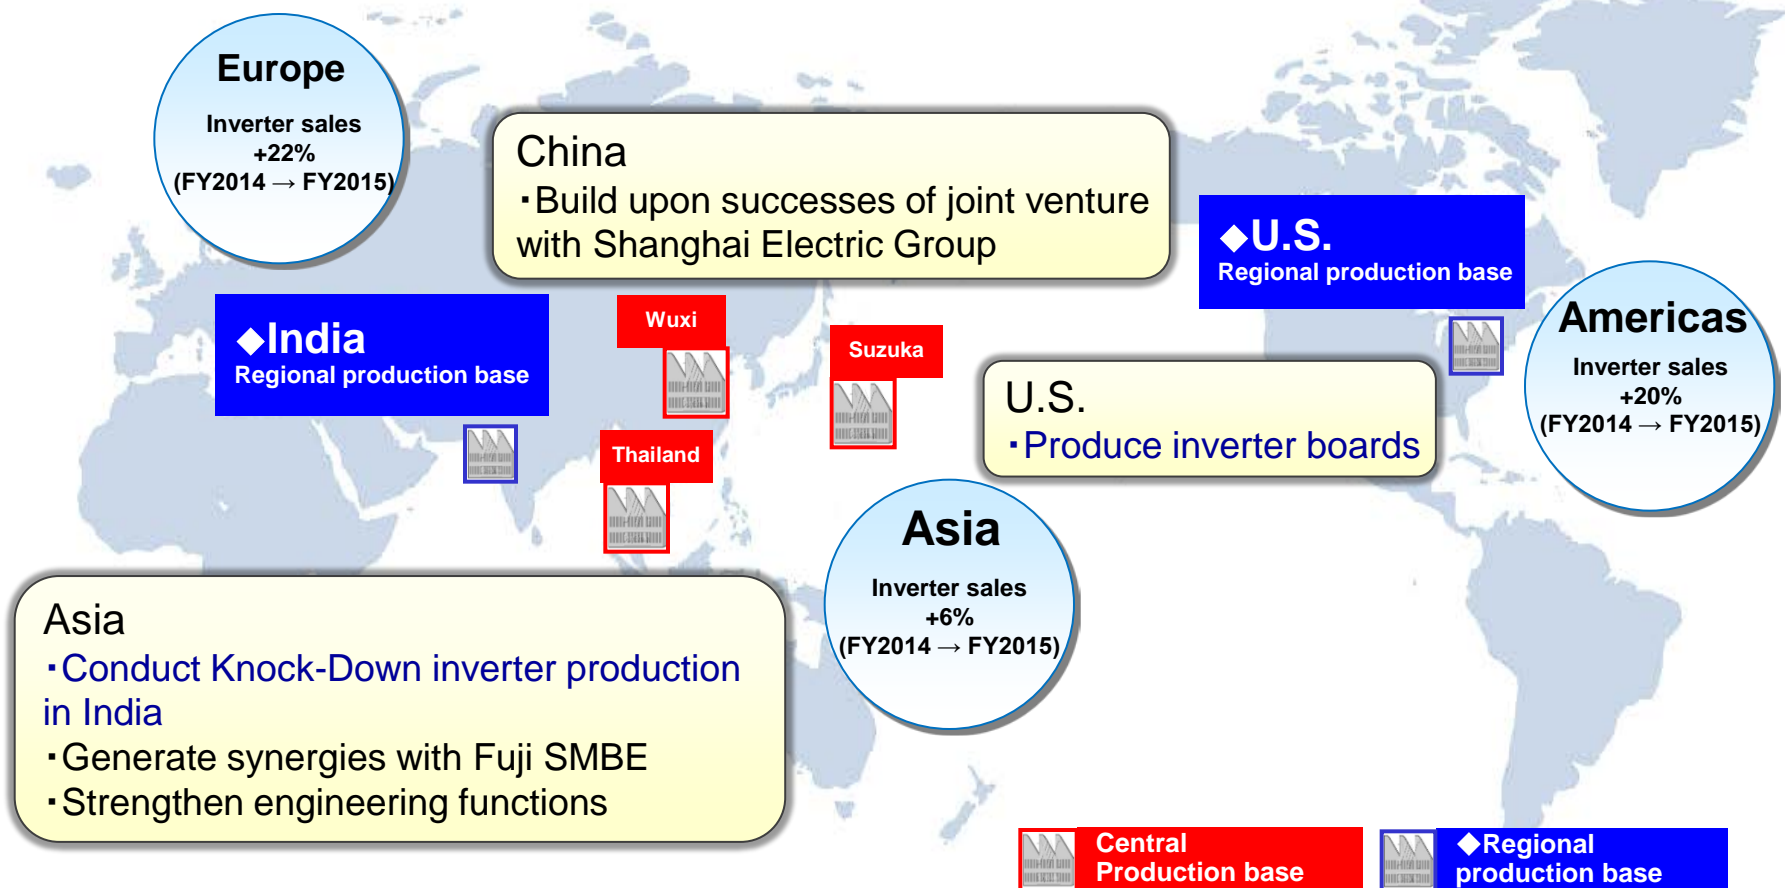 Europe
Inverter sales
+22%
(FY2014 → FY2015)
China
・Build upon successes of joint venture
with Shanghai Electric Group
◆U.S.
Regional production base
Americas
Inverter sales
+20%
(FY2014 → FY2015)
◆India
Regional production base
Wuxi
Suzuka
Thailand
U.S.
・Produce inverter boards
Asia
Inverter sales
+6%
(FY2014 → FY2015)
Asia
・Conduct Knock-Down inverter production
in India
・Generate synergies with Fuji SMBE
・Strengthen engineering functions
Central
Production base
◆Regional
production base